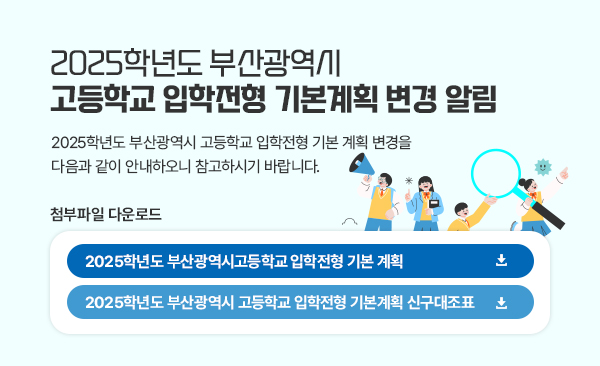 2025학년도 부산광역시
고등학교 입학전형 기본계획 변경 알림
2025학년도 부산광역시 고등학교 입학전형 기본 계획 변경을
다음과 같이 안내하오니 참고하시기 바랍니다.
첨부파일 다운로드
2025학년도 부산광역시고등학교 입학전형 기본 계획
2025학년도 부산광역시 고등학교 입학전형 기본계획 신구대조표